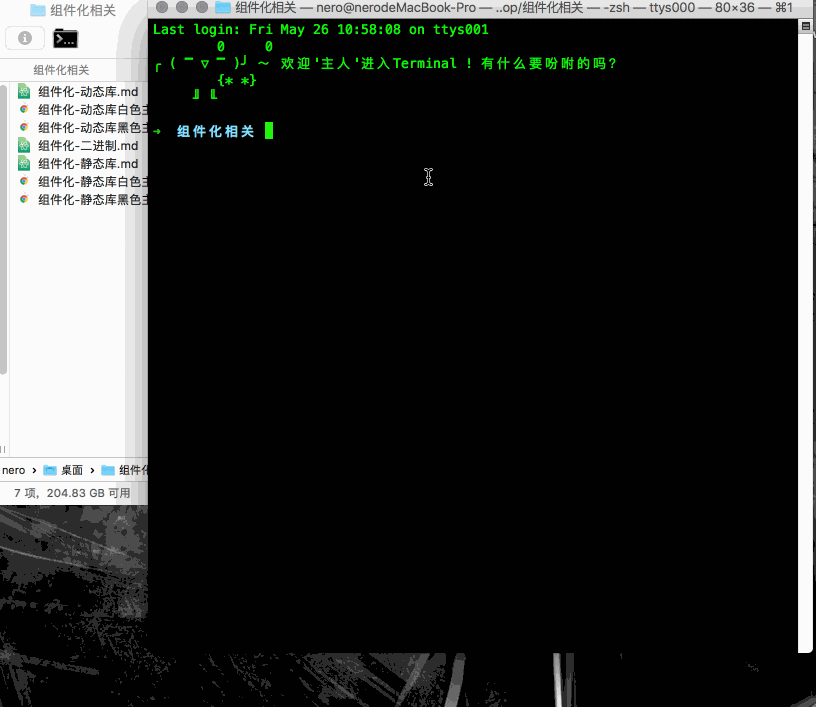 组件化相关
组件化相关
组件化-动态库.md
组件化-动态库白色主
组件化-动态库黑色主
组件化-二进制.md
组件化-静态库.md
组件化-静态库白色主
组件化-静态库黑色主
nero › 桌面 › 组件化
7 项, 204.83 GB 可用
组件化相关 — nero@nerodeMacBook-Pro — ..op/组件化相关 — -zsh — ttys000 — 80×36 — ⌘1
Last login: Fri May 26 10:58:08 on ttys001
0 0
╭ ( ¯ ▽ ¯ )╯ ~ 欢迎'主人'进入Terminal ! 有什么要吩咐的吗?
{* *}
╝ ╚
➜ 组件化相关